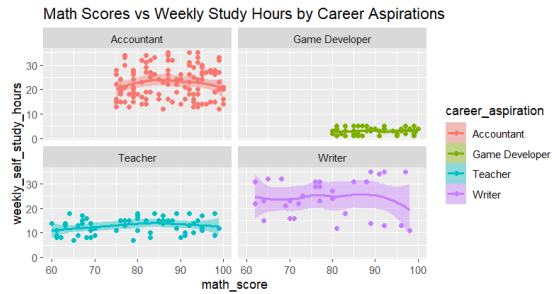 Math Scores vs Weekly Study Hours by Career Aspirations
Accountant
Game Developer
30
20
10
0
Teacher
Writer
30
20
10
0
60
70
80
90
100
60
70
80
90
100
math_score
weekly_self_study_hours
career_aspiration
Accountant
Game Developer
Teacher
Writer